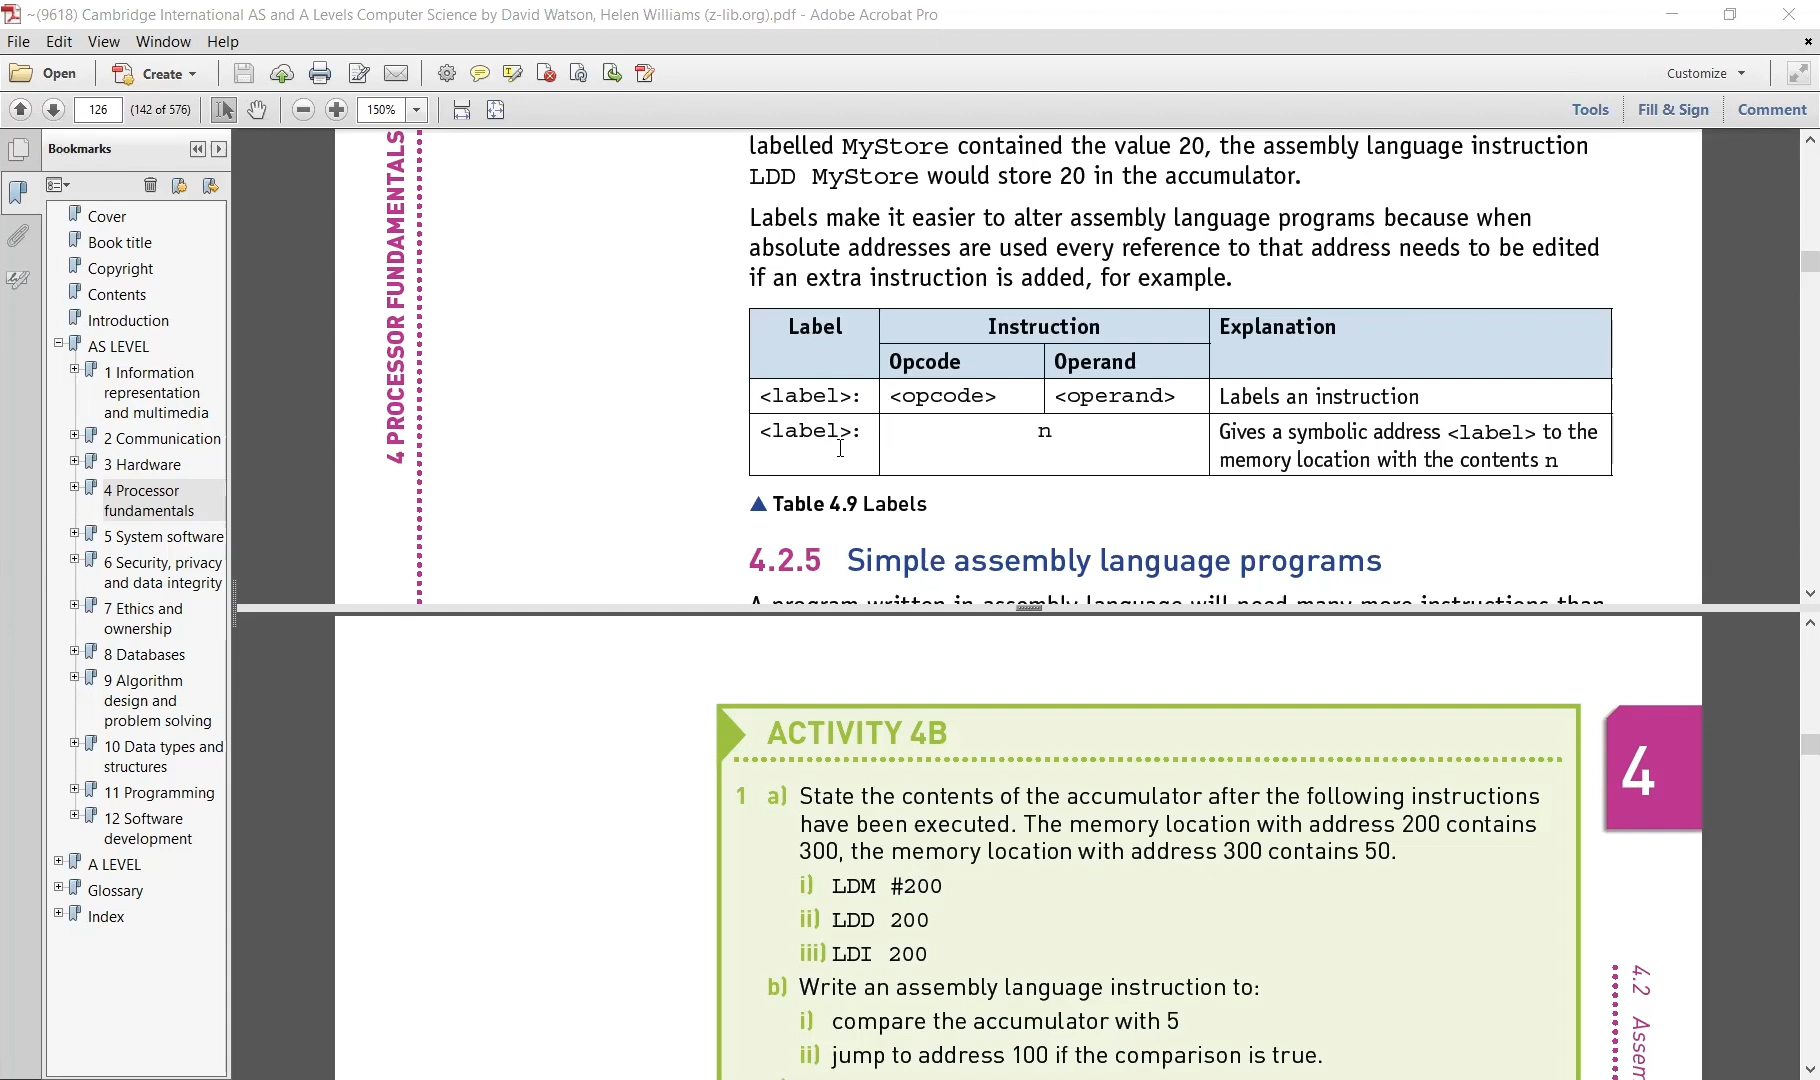 ~(9618) Cambridge International AS and A Levels Computer Science by David Watson, Helen Williams (z-lib.org).pdf - Adobe Acrobat Pro
File Edit View Window Help
Open Create Customize
126 (142 of 576) 150% Tools Fill & Sign Comment
Bookmarks
Cover
Book title
Copyright
Contents
Introduction
AS LEVEL
1 Information
representation
and multimedia
2 Communication
3 Hardware
4 Processor
fundamentals
5 System software
6 Security, privacy
and data integrity
7 Ethics and
ownership
8 Databases
9 Algorithm
design and
problem solving
10 Data types and
structures
11 Programming
12 Software
development
A LEVEL
Glossary
Index
4 PROCESSOR FUNDAMENTALS
labelled MyStore contained the value 20, the assembly language instruction
LDD MyStore would store 20 in the accumulator.
Labels make it easier to alter assembly language programs because when
absolute addresses are used every reference to that address needs to be edited
if an extra instruction is added, for example.
Label Instruction Explanation
Opcode Operand
<label>: <opcode> <operand> Labels an instruction
<label>: n Gives a symbolic address <label> to the
memory location with the contents n
▲ Table 4.9 Labels
4.2.5 Simple assembly language programs
A program written in assembly language will need many more instructions than
ACTIVITY 4B
4
1 a) State the contents of the accumulator after the following instructions
have been executed. The memory location with address 200 contains
300, the memory location with address 300 contains 50.
i) LDM #200
ii) LDD 200
iii) LDI 200
b) Write an assembly language instruction to:
i) compare the accumulator with 5
ii) jump to address 100 if the comparison is true.
4.2 Assem